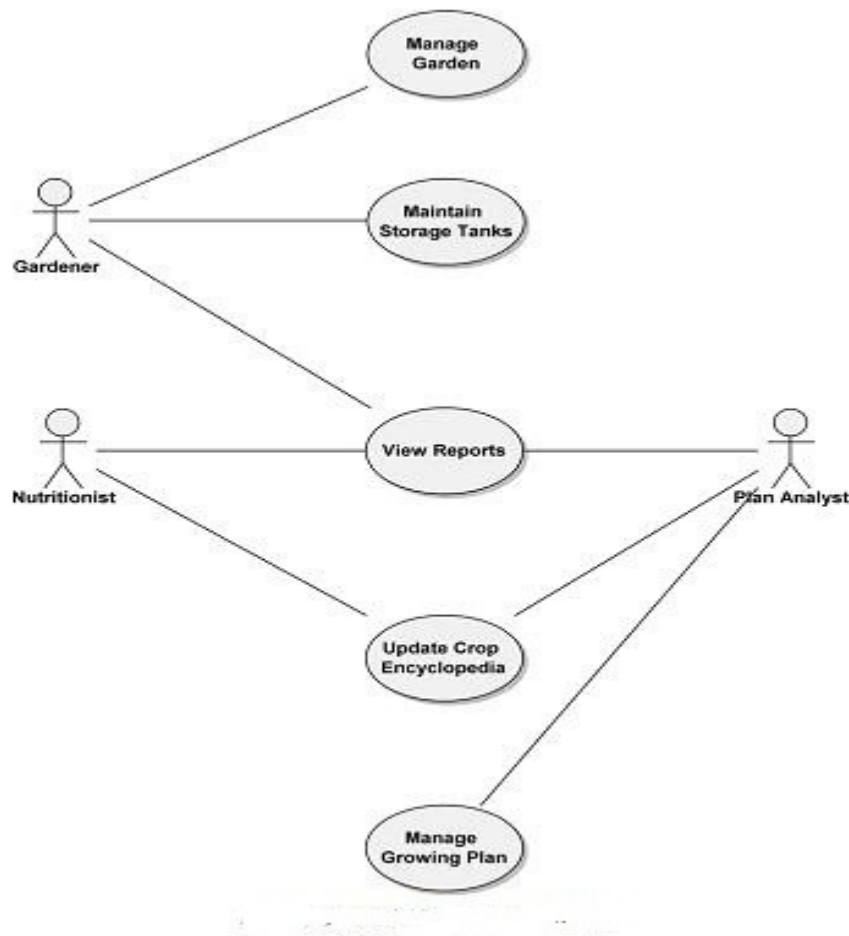 Manage
Garden
Maintain
Storage Tanks
Gardener
View Reports
Nutritionist
Plan Analyst
Update Crop
Encyclopedia
Manage
Growing Plan